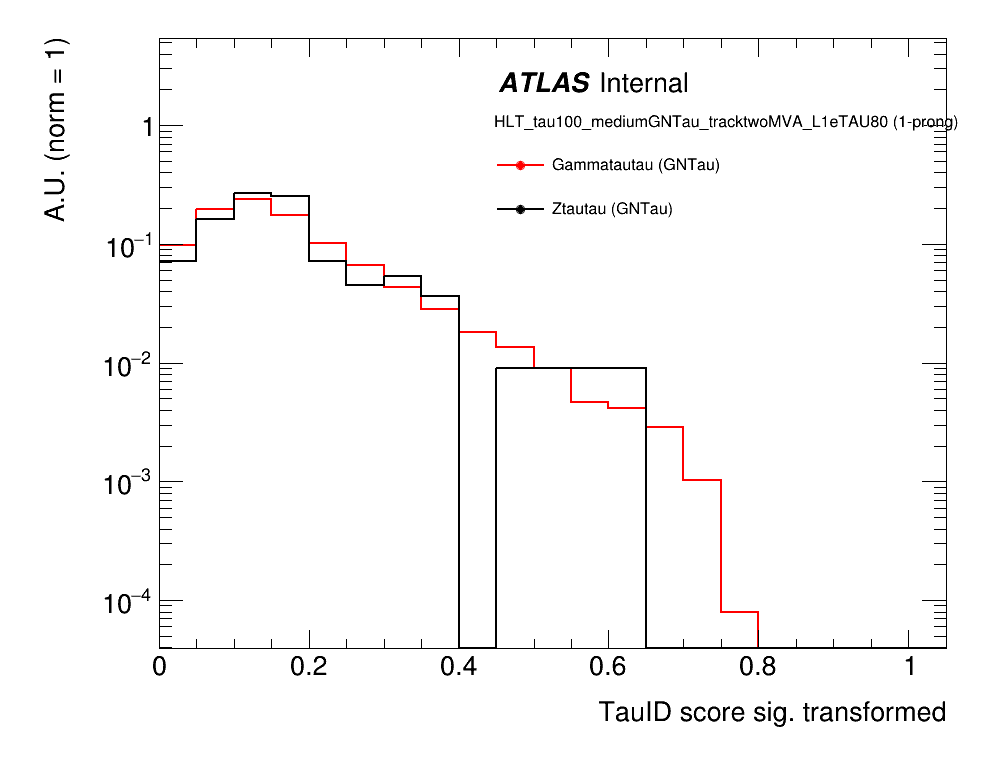 A.U. (norm = 1)
ATLAS Internal
HLT_tau100_mediumGNTau_tracktwoMVA_L1eTAU80 (1-prong)
Gammatautau (GNTau)
Ztautau (GNTau)
1
10−1
10−2
10−3
10−4
0 0.2 0.4 0.6 0.8 1
TauID score sig. transformed